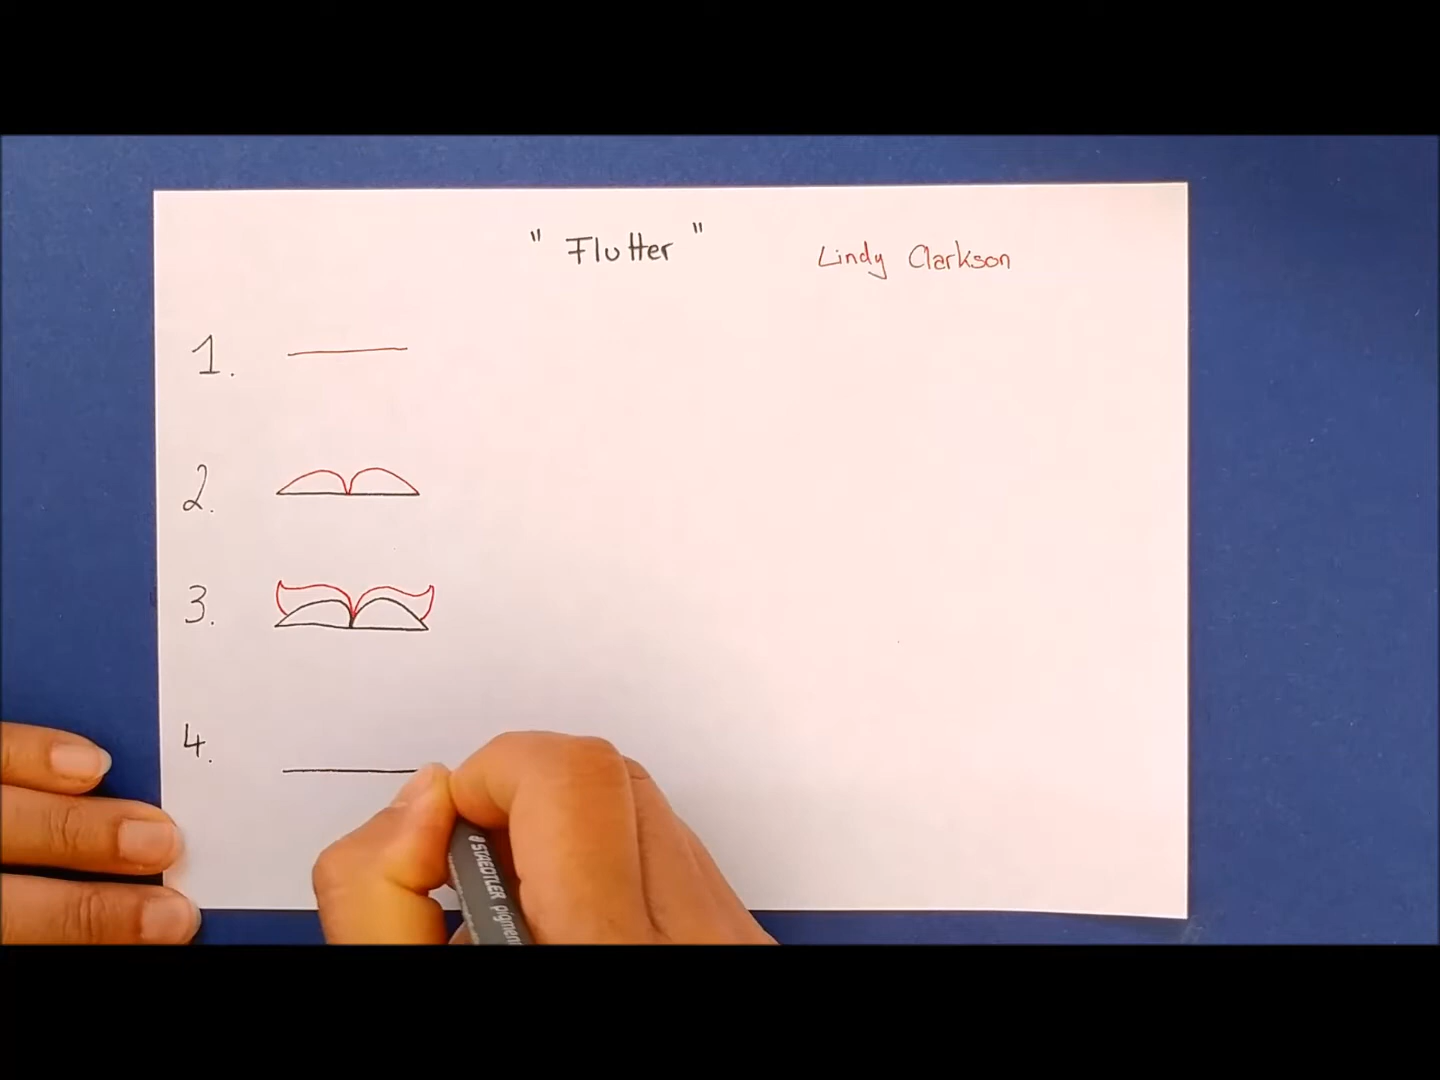 "Flutter"
Lindy Clarkson
1.
2.
3.
4.
STAEDTLER pigment